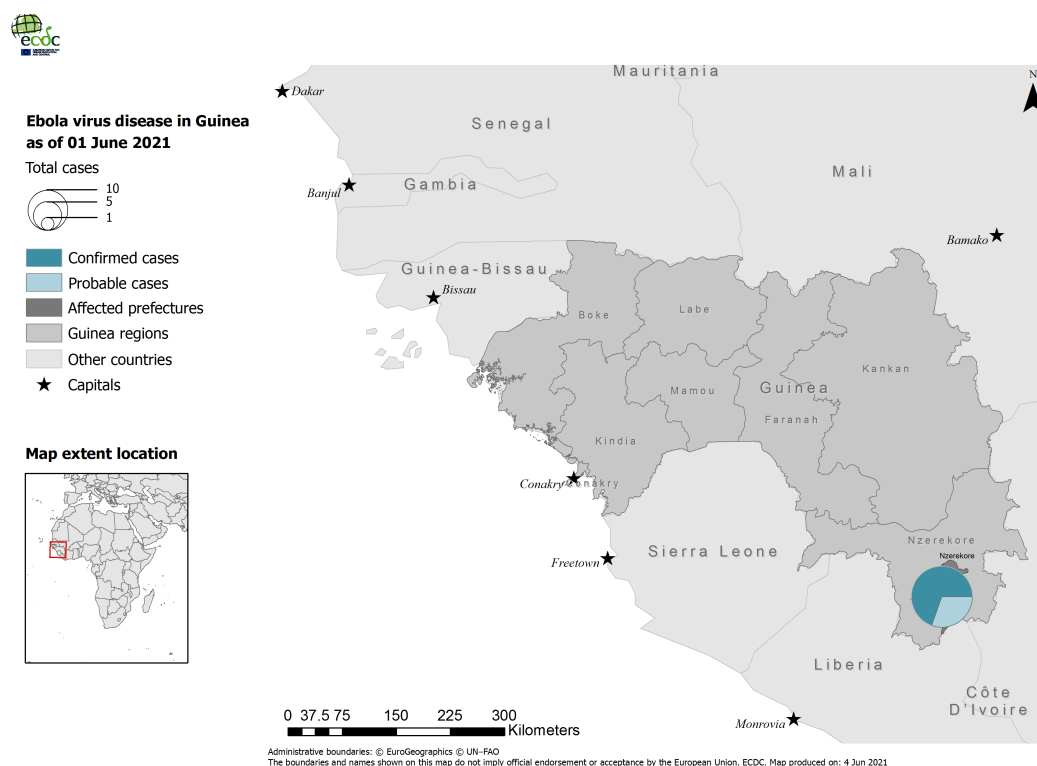 ecdc
Ebola virus disease in Guinea
as of 01 June 2021
Total cases
10
5
1
Confirmed cases
Probable cases
Affected prefectures
Guinea regions
Other countries
Capitals
Map extent location
N
Mauritania
Dakar
Senegal
Mali
Gambia
Banjul
Bamako
Guinea-Bissau
Bissau
Boke
Labe
Kankan
Mamou
Guinea
Faranah
Kindia
Conakry
Conakry
Nzerekore
Nzerekore
Sierra Leone
Freetown
Liberia
Côte
D'Ivoire
Monrovia
0 37.5 75 150 225 300
Kilometers
Administrative boundaries: © EuroGeographics © UN–FAO
The boundaries and names shown on this map do not imply official endorsement or acceptance by the European Union. ECDC. Map produced on: 4 Jun 2021